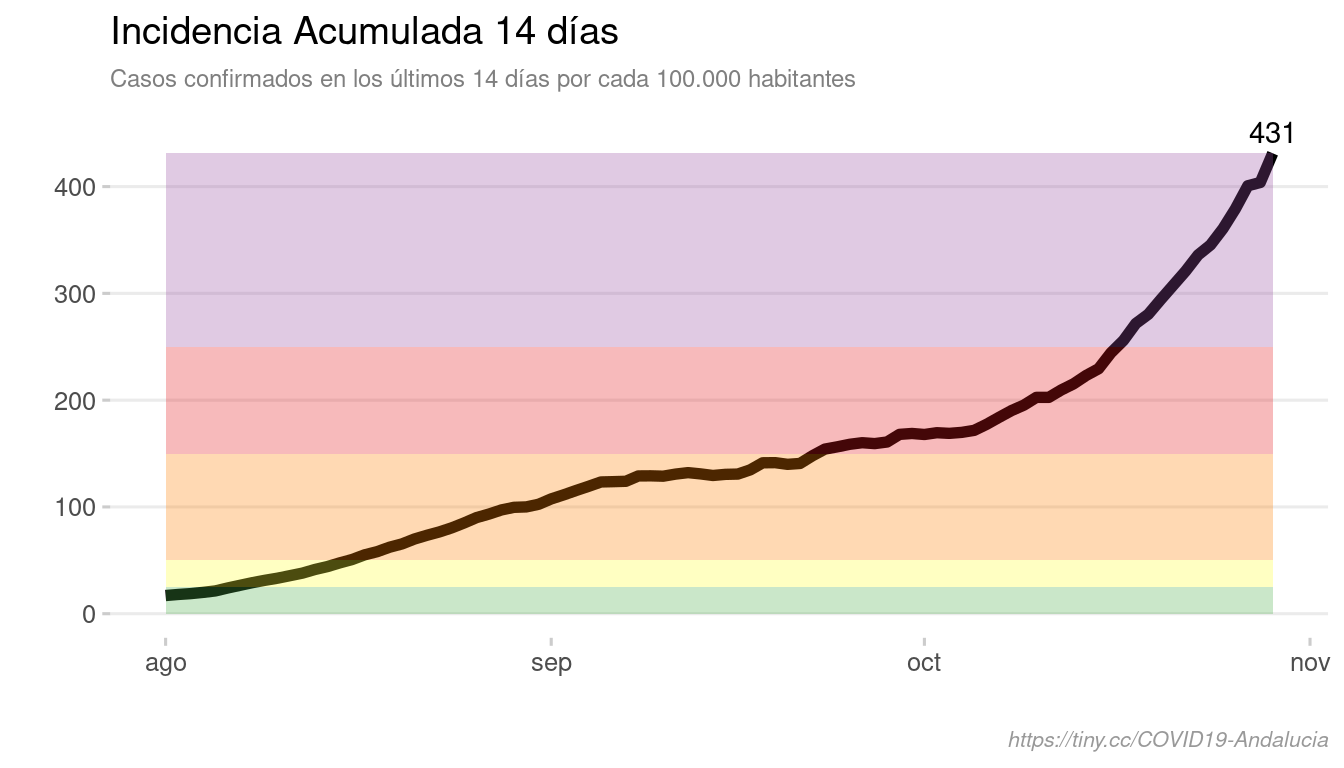 Incidencia Acumulada 14 días
Casos confirmados en los últimos 14 días por cada 100.000 habitantes
431
400
300
200
100
0
ago sep oct nov
https://tiny.cc/COVID19-Andalucia